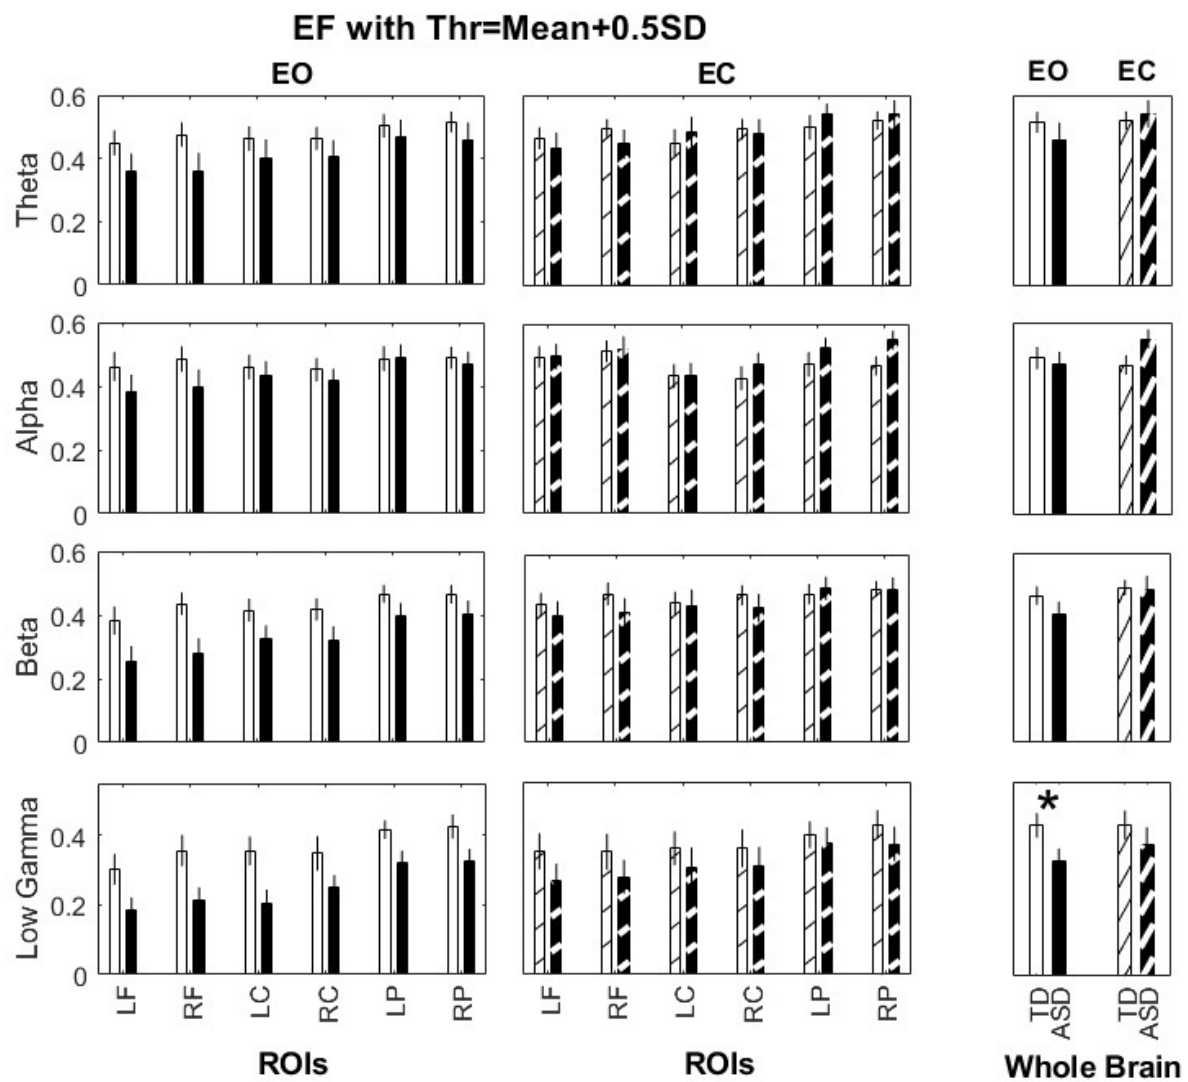 EF with Thr=Mean+0.5SD
EO
EC
EO EC
Theta
0.6
0.4
0.2
0
Alpha
0.6
0.4
0.2
0
Beta
0.6
0.4
0.2
0
Low Gamma
0.4
0.2
0
*
LF RF LC RC LP RP
LF RF LC RC LP RP
TD ASD TD ASD
ROIs
ROIs
Whole Brain